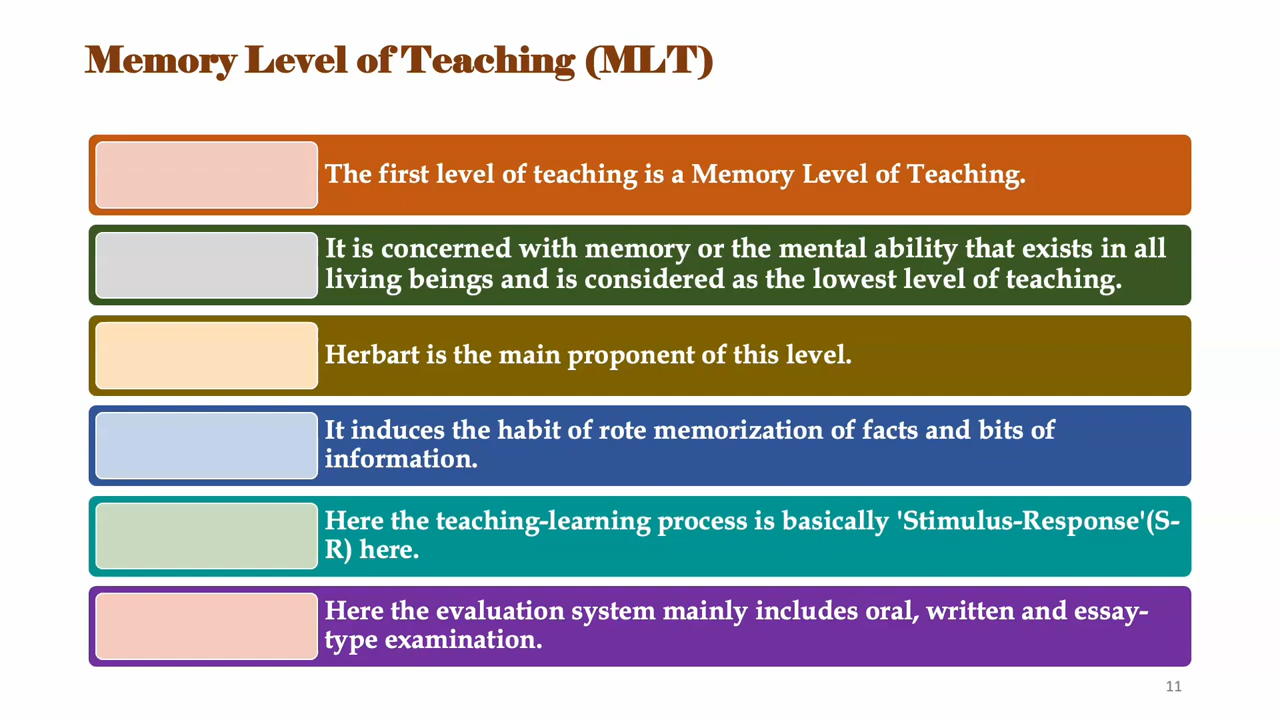 Memory Level of Teaching (MLT)
The first level of teaching is a Memory Level of Teaching.
It is concerned with memory or the mental ability that exists in all
living beings and is considered as the lowest level of teaching.
Herbart is the main proponent of this level.
It induces the habit of rote memorization of facts and bits of
information.
Here the teaching-learning process is basically 'Stimulus-Response'(S-
R) here.
Here the evaluation system mainly includes oral, written and essay-
type examination.
11